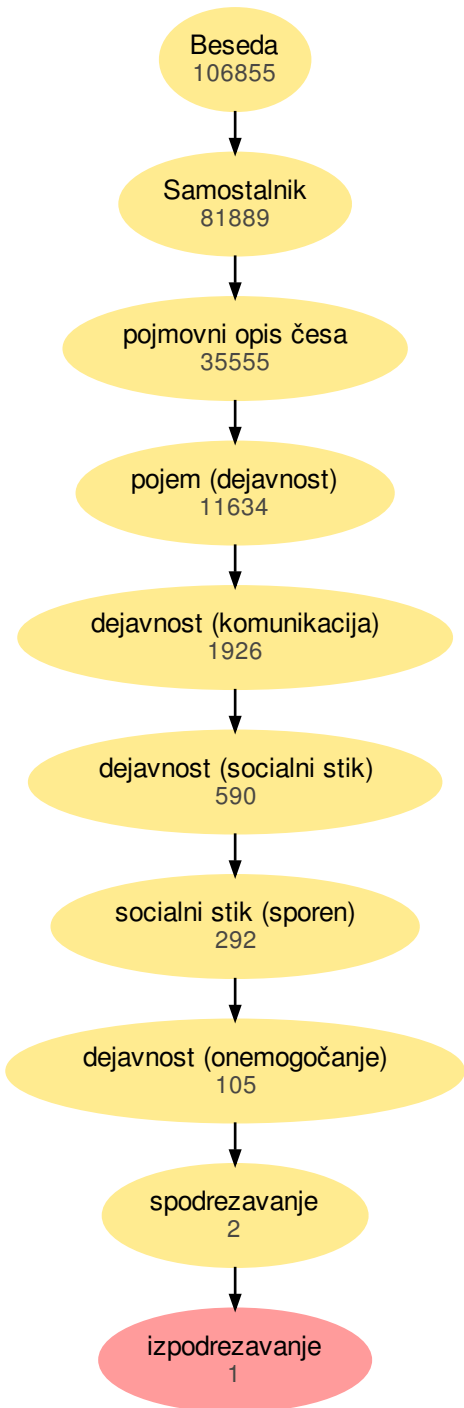 Beseda
106855
Samostalnik
81889
pojmovni opis česa
35555
pojem (dejavnost)
11634
dejavnost (komunikacija)
1926
dejavnost (socialni stik)
590
socialni stik (sporen)
292
dejavnost (onemogočanje)
105
spodrezavanje
2
izpodrezavanje
1